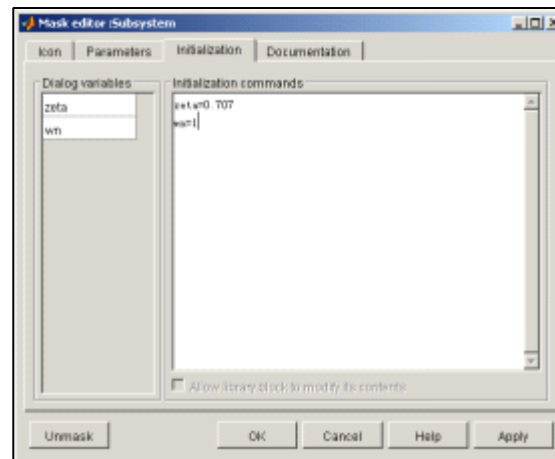 Mask editor :Subsystem
Icon Parameters Initialization Documentation
Dialog variables
Initialization commands
zeta
wn
zeta=0.707
wn=1
Allow library block to modify its contents
Unmask OK Cancel Help Apply